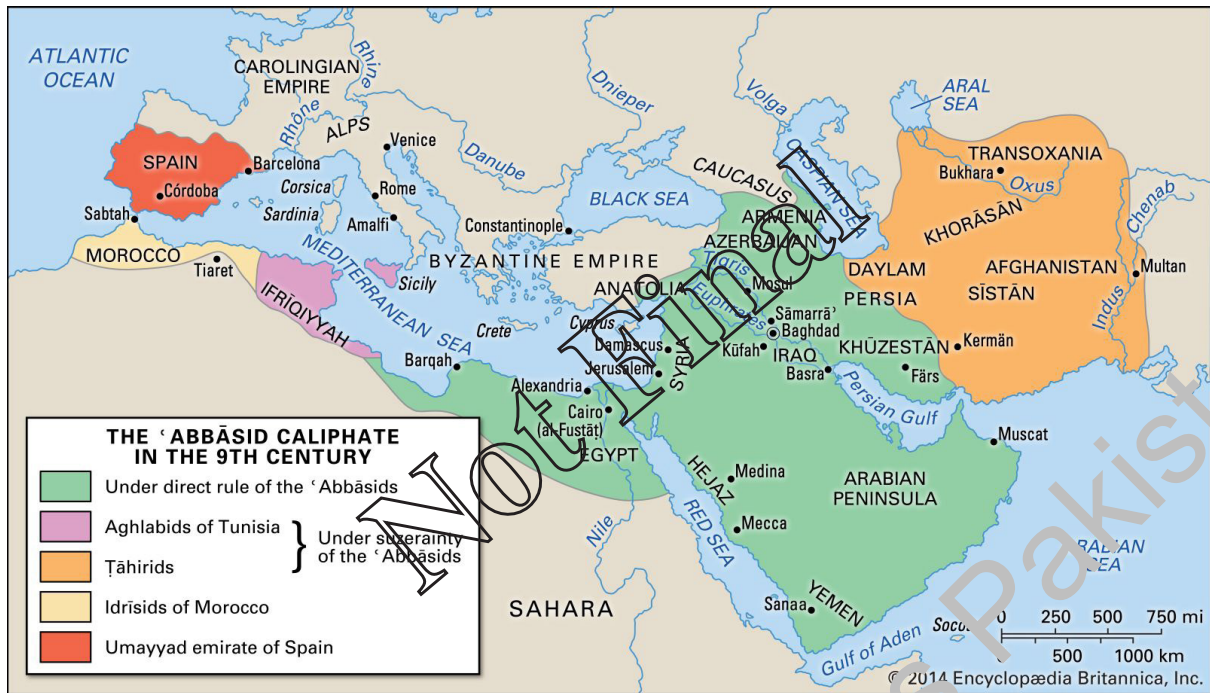 ATLANTIC
OCEAN
CAROLINGIAN
EMPIRE
Rhine
Rhône
ALPS
Venice
Danube
Dnieper
Volga
ARAL
SEA
CASPIAN SEA
CAUCASUS
BLACK SEA
TRANSOXANIA
Bukhara
Oxus
KHORĀSĀN
Chenab
SPAIN
Barcelona
Córdoba
Corsica
Sardinia
Rome
Amalfi
Constantinople
ARMENIA
AZERBAIJAN
Sabtah
MOROCCO
Tiaret
MEDITERRANEAN SEA
Sicily
BYZANTINE EMPIRE
ANATOLIA
Tigris
Mosul
DAYLAM
AFGHANISTAN
SĪSTĀN
Multan
Indus
IFRĪQIYYAH
Crete
Cyprus
Euphrates
Sāmarrāʾ
Baghdad
PERSIA
Kermān
Barqah
Damascus
Jerusalem
SYRIA
Kūfah
IRAQ
Basra
KHŪZESTĀN
Fārs
Persian Gulf
Alexandria
Cairo
(al-Fusṭāṭ)
EGYPT
Muscat
HEJAZ
Medina
Mecca
ARABIAN
PENINSULA
RED SEA
Nile
SAHARA
Sanaa
YEMEN
Gulf of Aden
SEA
THE ʿABBĀSID CALIPHATE
IN THE 9TH CENTURY
Under direct rule of the ʿAbbāsids
Aghlabids of Tunisia
Under suzerainty
of the ʿAbbāsids
Ṭāhirids
Idrīsids of Morocco
Umayyad emirate of Spain
0 250 500 750 mi
0 500 1000 km
© 2014 Encyclopædia Britannica, Inc.
Not Final
Pakist